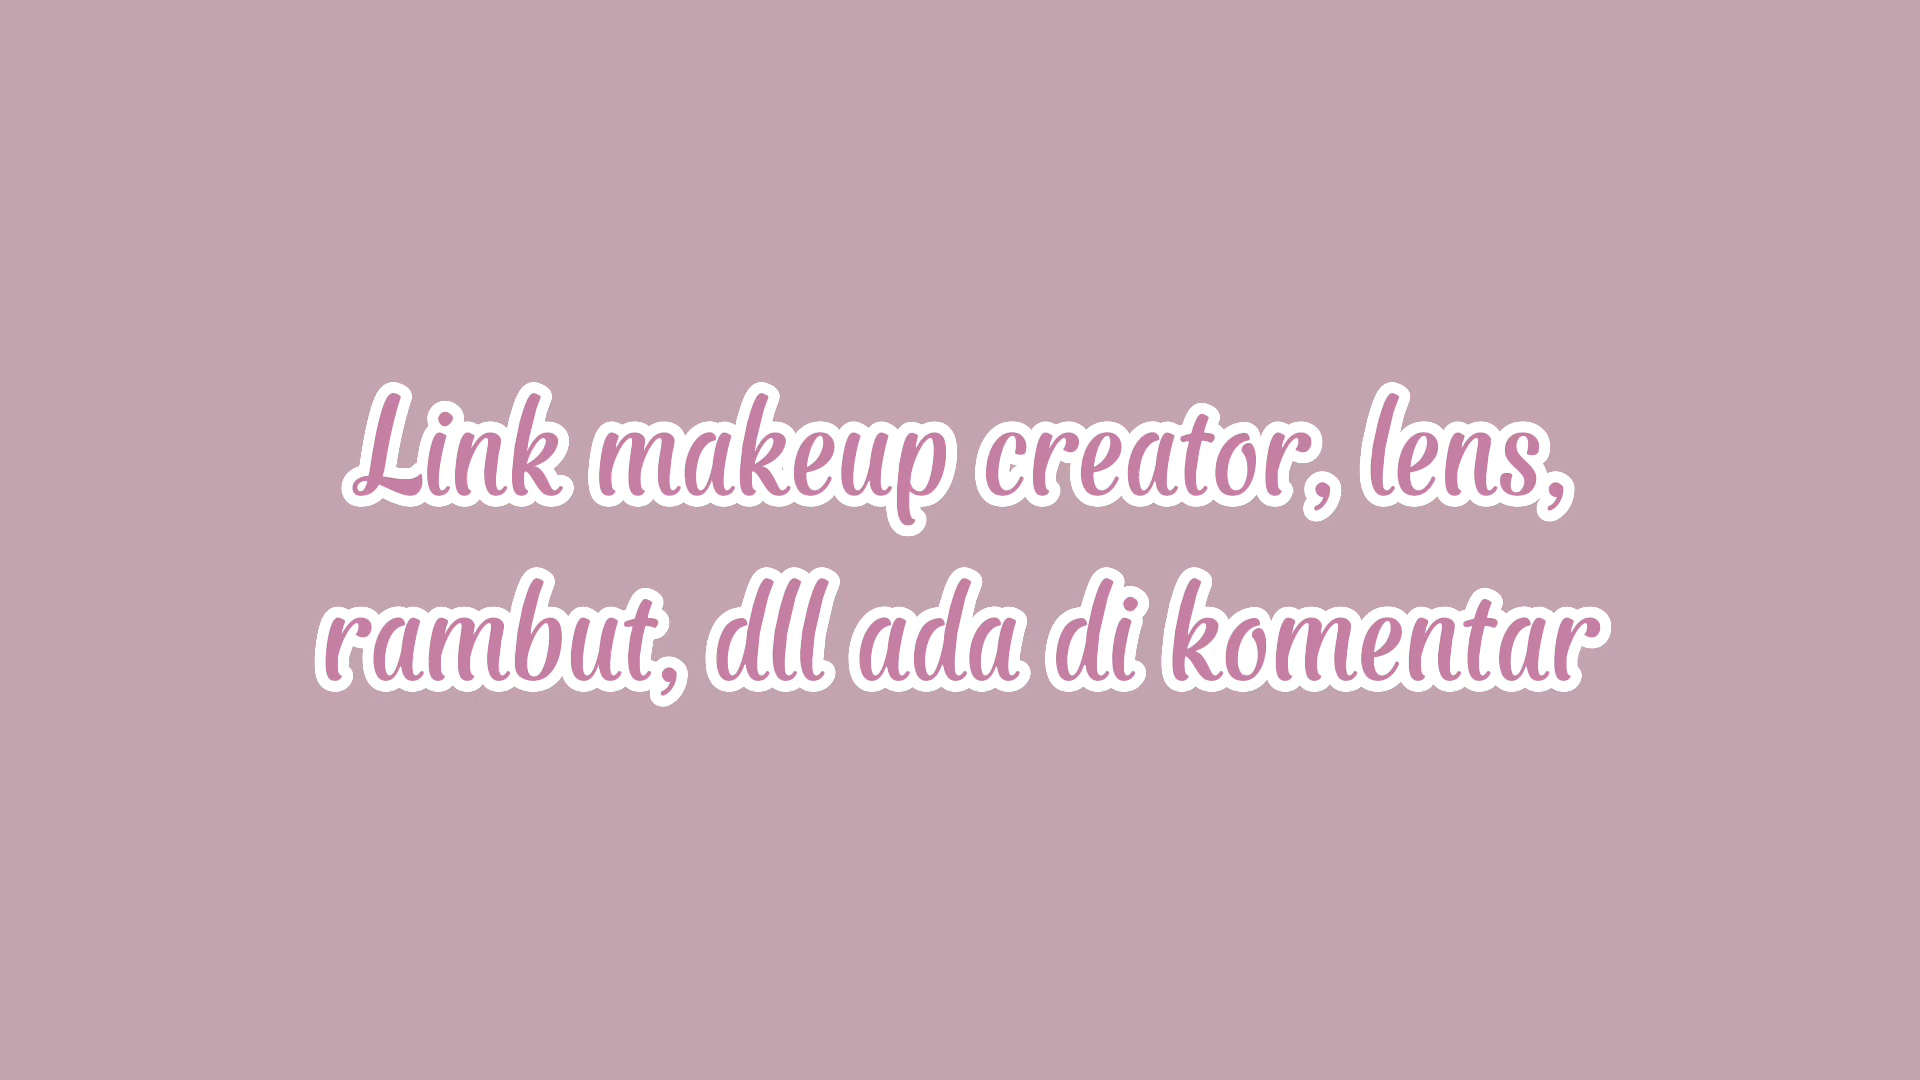 Link makeup creator, lens,
rambut, dll ada di komentar